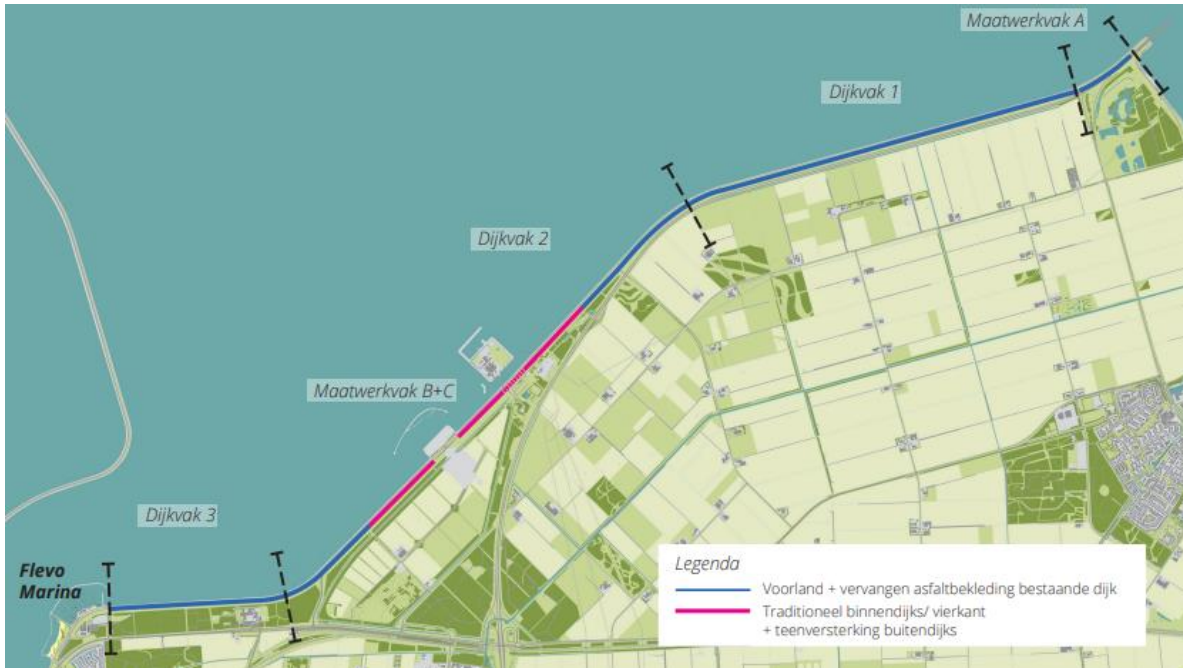 Maatwerkvak A
Dijkvak 1
Dijkvak 2
Maatwerkvak B+C
Dijkvak 3
Flevo
Marina
Legenda
Voorland + vervangen asfaltbekleding bestaande dijk
Traditioneel binnendijks/ vierkant
+ teenversterking buitendijks